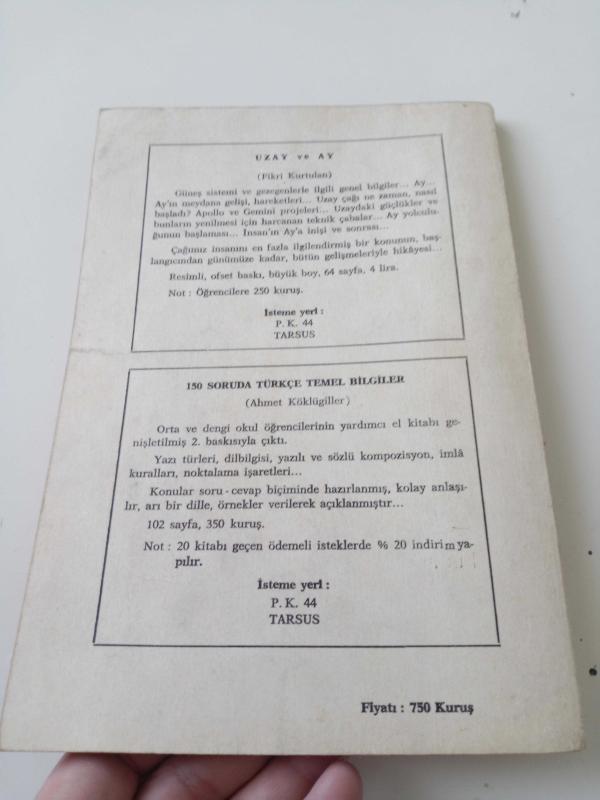 UZAY ve AY
(Fikri Kurtulan)
Güneş sistemi ve gezegenlerle ilgili genel bilgiler... Ay...
Ay'ın meydana gelişi, hareketleri... Uzay çağı ne zaman, nasıl
başladı? Apollo ve Gemini projeleri... Uzaydaki güçlükler ve
bunların yenilmesi için harcanan teknik çabalar... Ay yolculu-
ğunun başlaması... İnsan'ın Ay'a inişi ve sonrası...
Çağımız insanını en fazla ilgilendirmiş bir konunun, baş-
langıcından günümüze kadar, bütün gelişmeleriyle hikâyesi...
Resimli, ofset baskı, büyük boy, 64 sayfa, 4 lira.
Not : Öğrencilere 250 kuruş.
İsteme yeri :
P. K. 44
TARSUS
150 SORUDA TÜRKÇE TEMEL BİLGİLER
(Ahmet Köklügiller)
Orta ve dengi okul öğrencilerinin yardımcı el kitabı ge-
nişletilmiş 2. baskısıyla çıktı.
Yazı türleri, dilbilgisi, yazılı ve sözlü kompozisyon, imlâ
kuralları, noktalama işaretleri...
Konular soru - cevap biçiminde hazırlanmış, kolay anlaşı-
lır, arı bir dille, örnekler verilerek açıklanmıştır...
102 sayfa, 350 kuruş.
Not : 20 kitabı geçen ödemeli isteklerde % 20 indirim ya-
pılır.
İsteme yeri :
P. K. 44
TARSUS
Fiyatı : 750 Kuruş